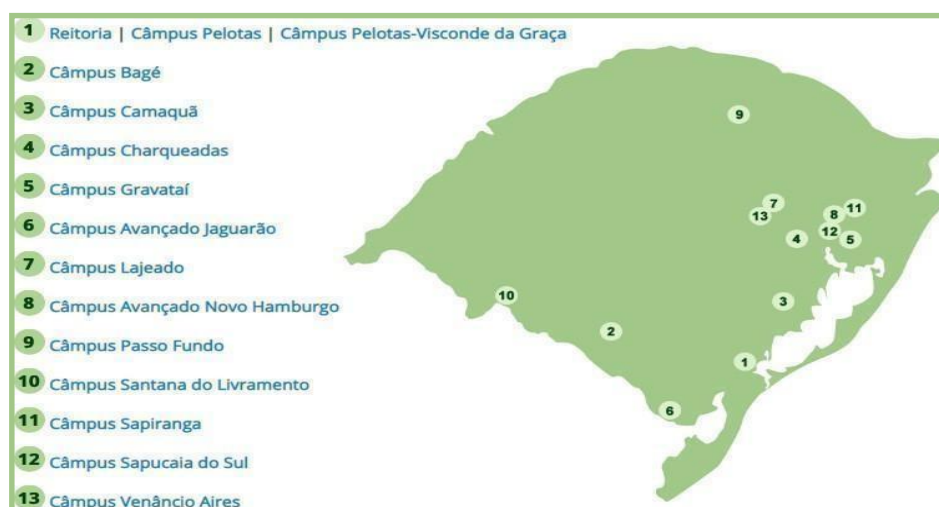 1 Reitoria | Câmpus Pelotas | Câmpus Pelotas-Visconde da Graça
2 Câmpus Bagé
3 Câmpus Camaquã
4 Câmpus Charqueadas
5 Câmpus Gravataí
6 Câmpus Avançado Jaguarão
7 Câmpus Lajeado
8 Câmpus Avançado Novo Hamburgo
9 Câmpus Passo Fundo
10 Câmpus Santana do Livramento
11 Câmpus Sapiranga
12 Câmpus Sapucaia do Sul
13 Câmpus Venâncio Aires
9
7
13
8
11
12
4
5
10
3
2
1
6